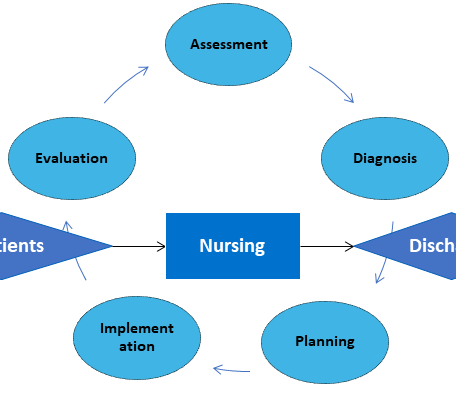 Assessment
Evaluation
Diagnosis
tients
Nursing
Disch
Implement
ation
Planning